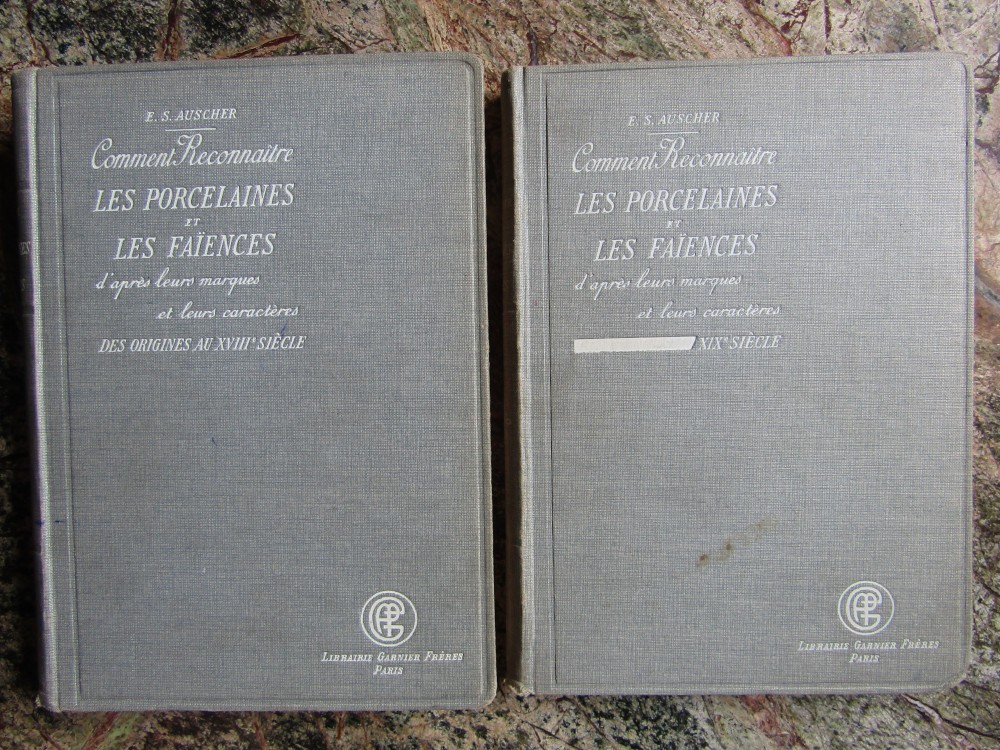 E. S. AUSCHER
Comment Reconnaître
LES PORCELAINES
ET
LES FAÏENCES
d'après leurs marques
et leurs caractères
DES ORIGINES AU XVIIIe SIÈCLE
LIBRAIRIE GARNIER FRÈRES
PARIS
E. S. AUSCHER
Comment Reconnaître
LES PORCELAINES
ET
LES FAÏENCES
d'après leurs marques
et leurs caractères
XIXe SIÈCLE
LIBRAIRIE GARNIER FRÈRES
PARIS